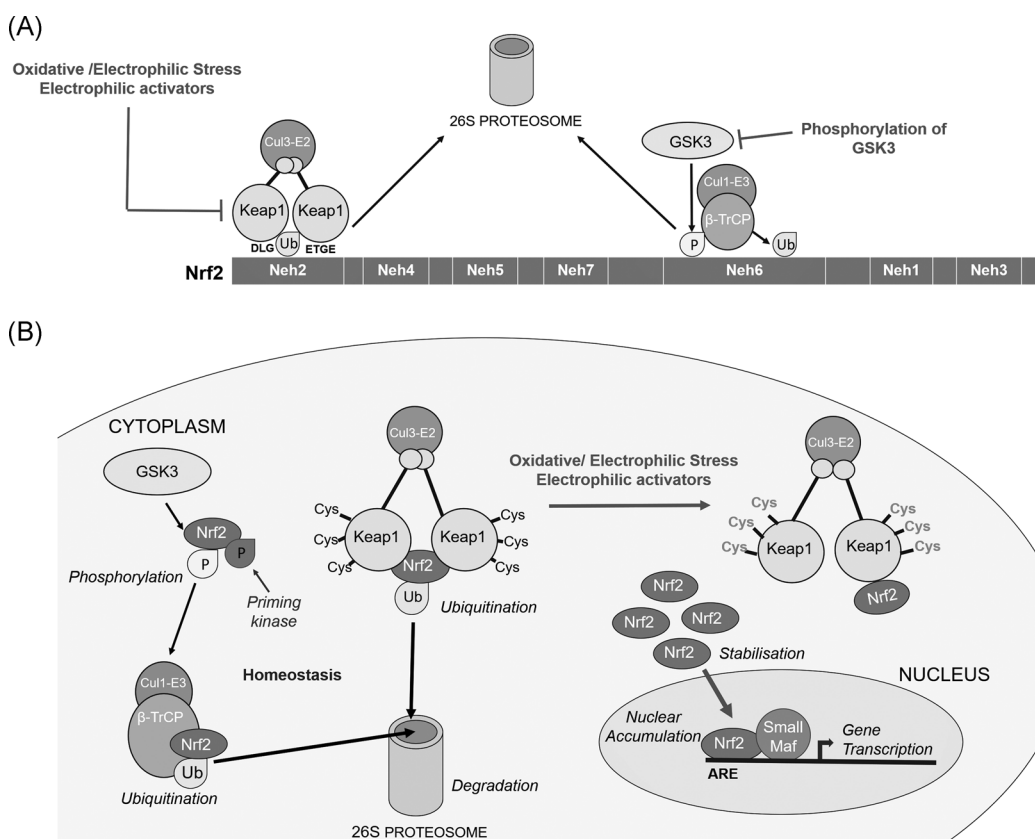 (A)
Oxidative /Electrophilic Stress
Electrophilic activators
26S PROTEOSOME
Cul3-E2
Keap1
Keap1
DLG
Ub
ETGE
GSK3
Phosphorylation of
GSK3
Cul1-E3
β-TrCP
P
Ub
Nrf2
Neh2
Neh4
Neh5
Neh7
Neh6
Neh1
Neh3
(B)
CYTOPLASM
GSK3
Nrf2
P
P
Phosphorylation
Priming
kinase
Cul1-E3
β-TrCP
Nrf2
Ub
Ubiquitination
Homeostasis
Cul3-E2
Cys
Cys
Cys
Keap1
Keap1
Cys
Cys
Cys
Nrf2
Ub
Ubiquitination
Degradation
26S PROTEOSOME
Oxidative/ Electrophilic Stress
Electrophilic activators
Cul3-E2
Cys
Cys
Cys
Keap1
Keap1
Cys
Cys
Cys
Nrf2
Nrf2
Nrf2
Nrf2
Nrf2
Stabilisation
NUCLEUS
Nuclear
Accumulation
Nrf2
Small
Maf
Gene
Transcription
ARE